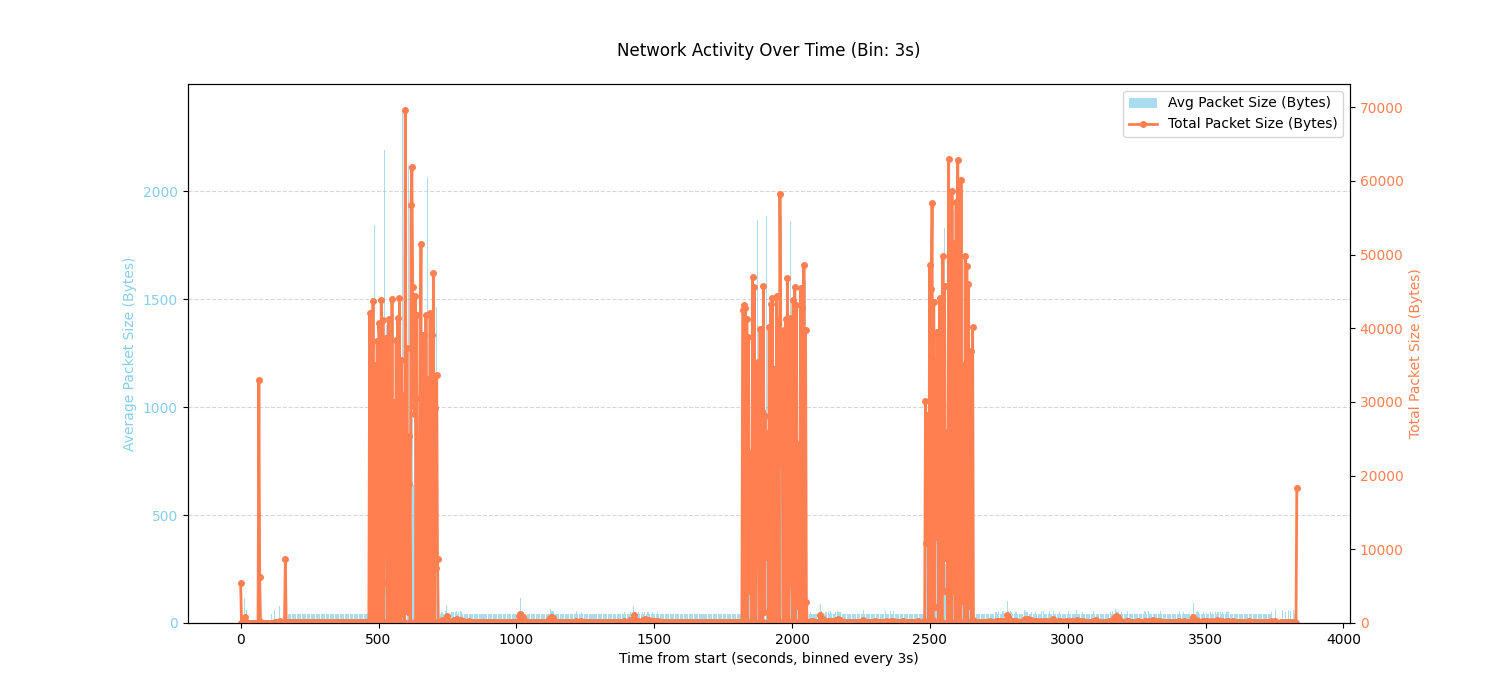 Network Activity Over Time (Bin: 3s)
Avg Packet Size (Bytes)
Total Packet Size (Bytes)
Average Packet Size (Bytes)
2000
1500
1000
500
0
70000
60000
50000
40000
30000
20000
10000
0
Total Packet Size (Bytes)
0 500 1000 1500 2000 2500 3000 3500 4000
Time from start (seconds, binned every 3s)